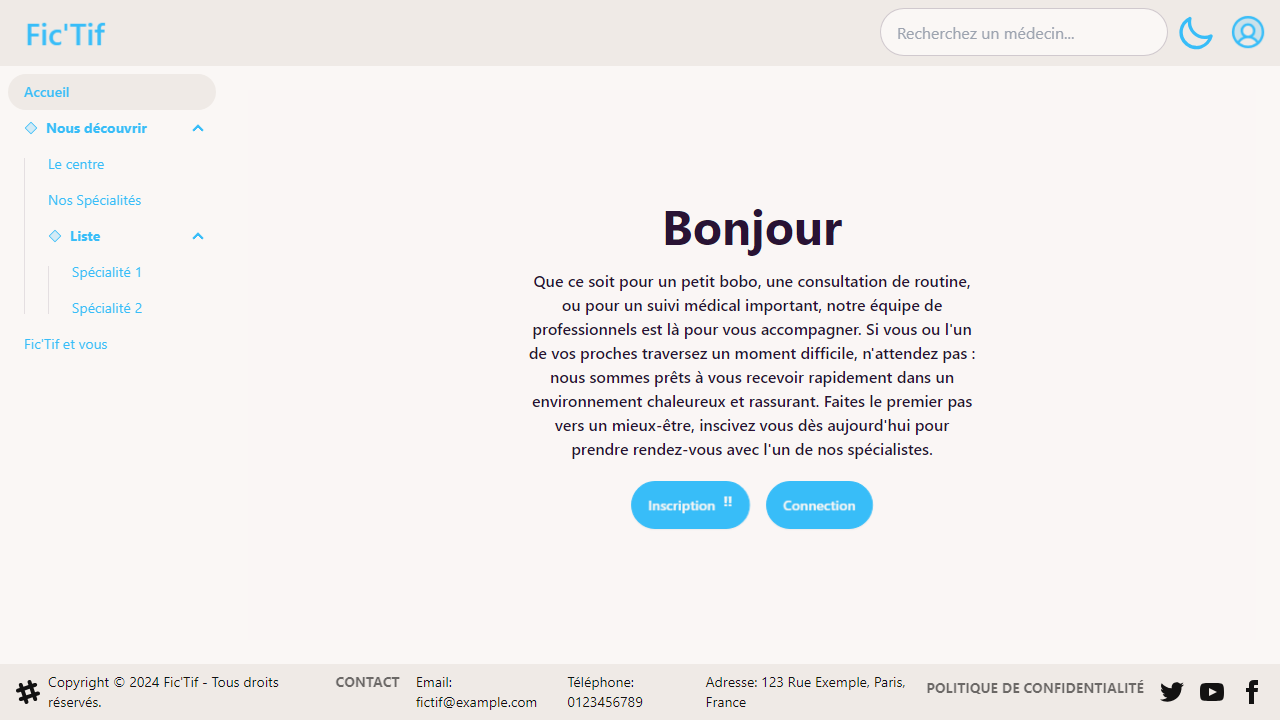 Fic'Tif
Recherchez un médecin...
Accueil
Nous découvrir
Le centre
Nos Spécialités
Liste
Spécialité 1
Spécialité 2
Fic'Tif et vous
Bonjour
Que ce soit pour un petit bobo, une consultation de routine,
ou pour un suivi médical important, notre équipe de
professionnels est là pour vous accompagner. Si vous ou l'un
de vos proches traversez un moment difficile, n'attendez pas :
nous sommes prêts à vous recevoir rapidement dans un
environnement chaleureux et rassurant. Faites le premier pas
vers un mieux-être, inscivez vous dès aujourd'hui pour
prendre rendez-vous avec l'un de nos spécialistes.
Inscription !!
Connection
Copyright © 2024 Fic'Tif - Tous droits
réservés.
CONTACT
Email:
fictif@example.com
Téléphone:
0123456789
Adresse: 123 Rue Exemple, Paris,
France
POLITIQUE DE CONFIDENTIALITÉ